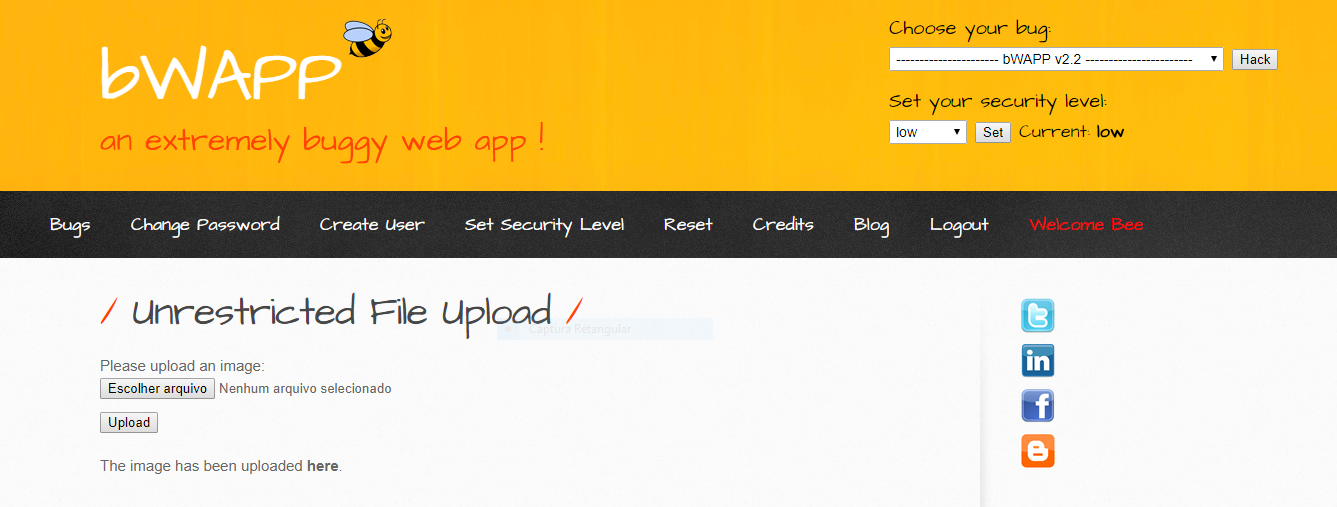 bWAPP
an extremely buggy web app !
Choose your bug:
---------------------- bWAPP v2.2 -----------------------
Hack
Set your security level:
low
Set
Current: low
Bugs
Change Password
Create User
Set Security Level
Reset
Credits
Blog
Logout
Welcome Bee
/ Unrestricted File Upload /
Captura Retangular
Please upload an image:
Escolher arquivo Nenhum arquivo selecionado
Upload
The image has been uploaded here.